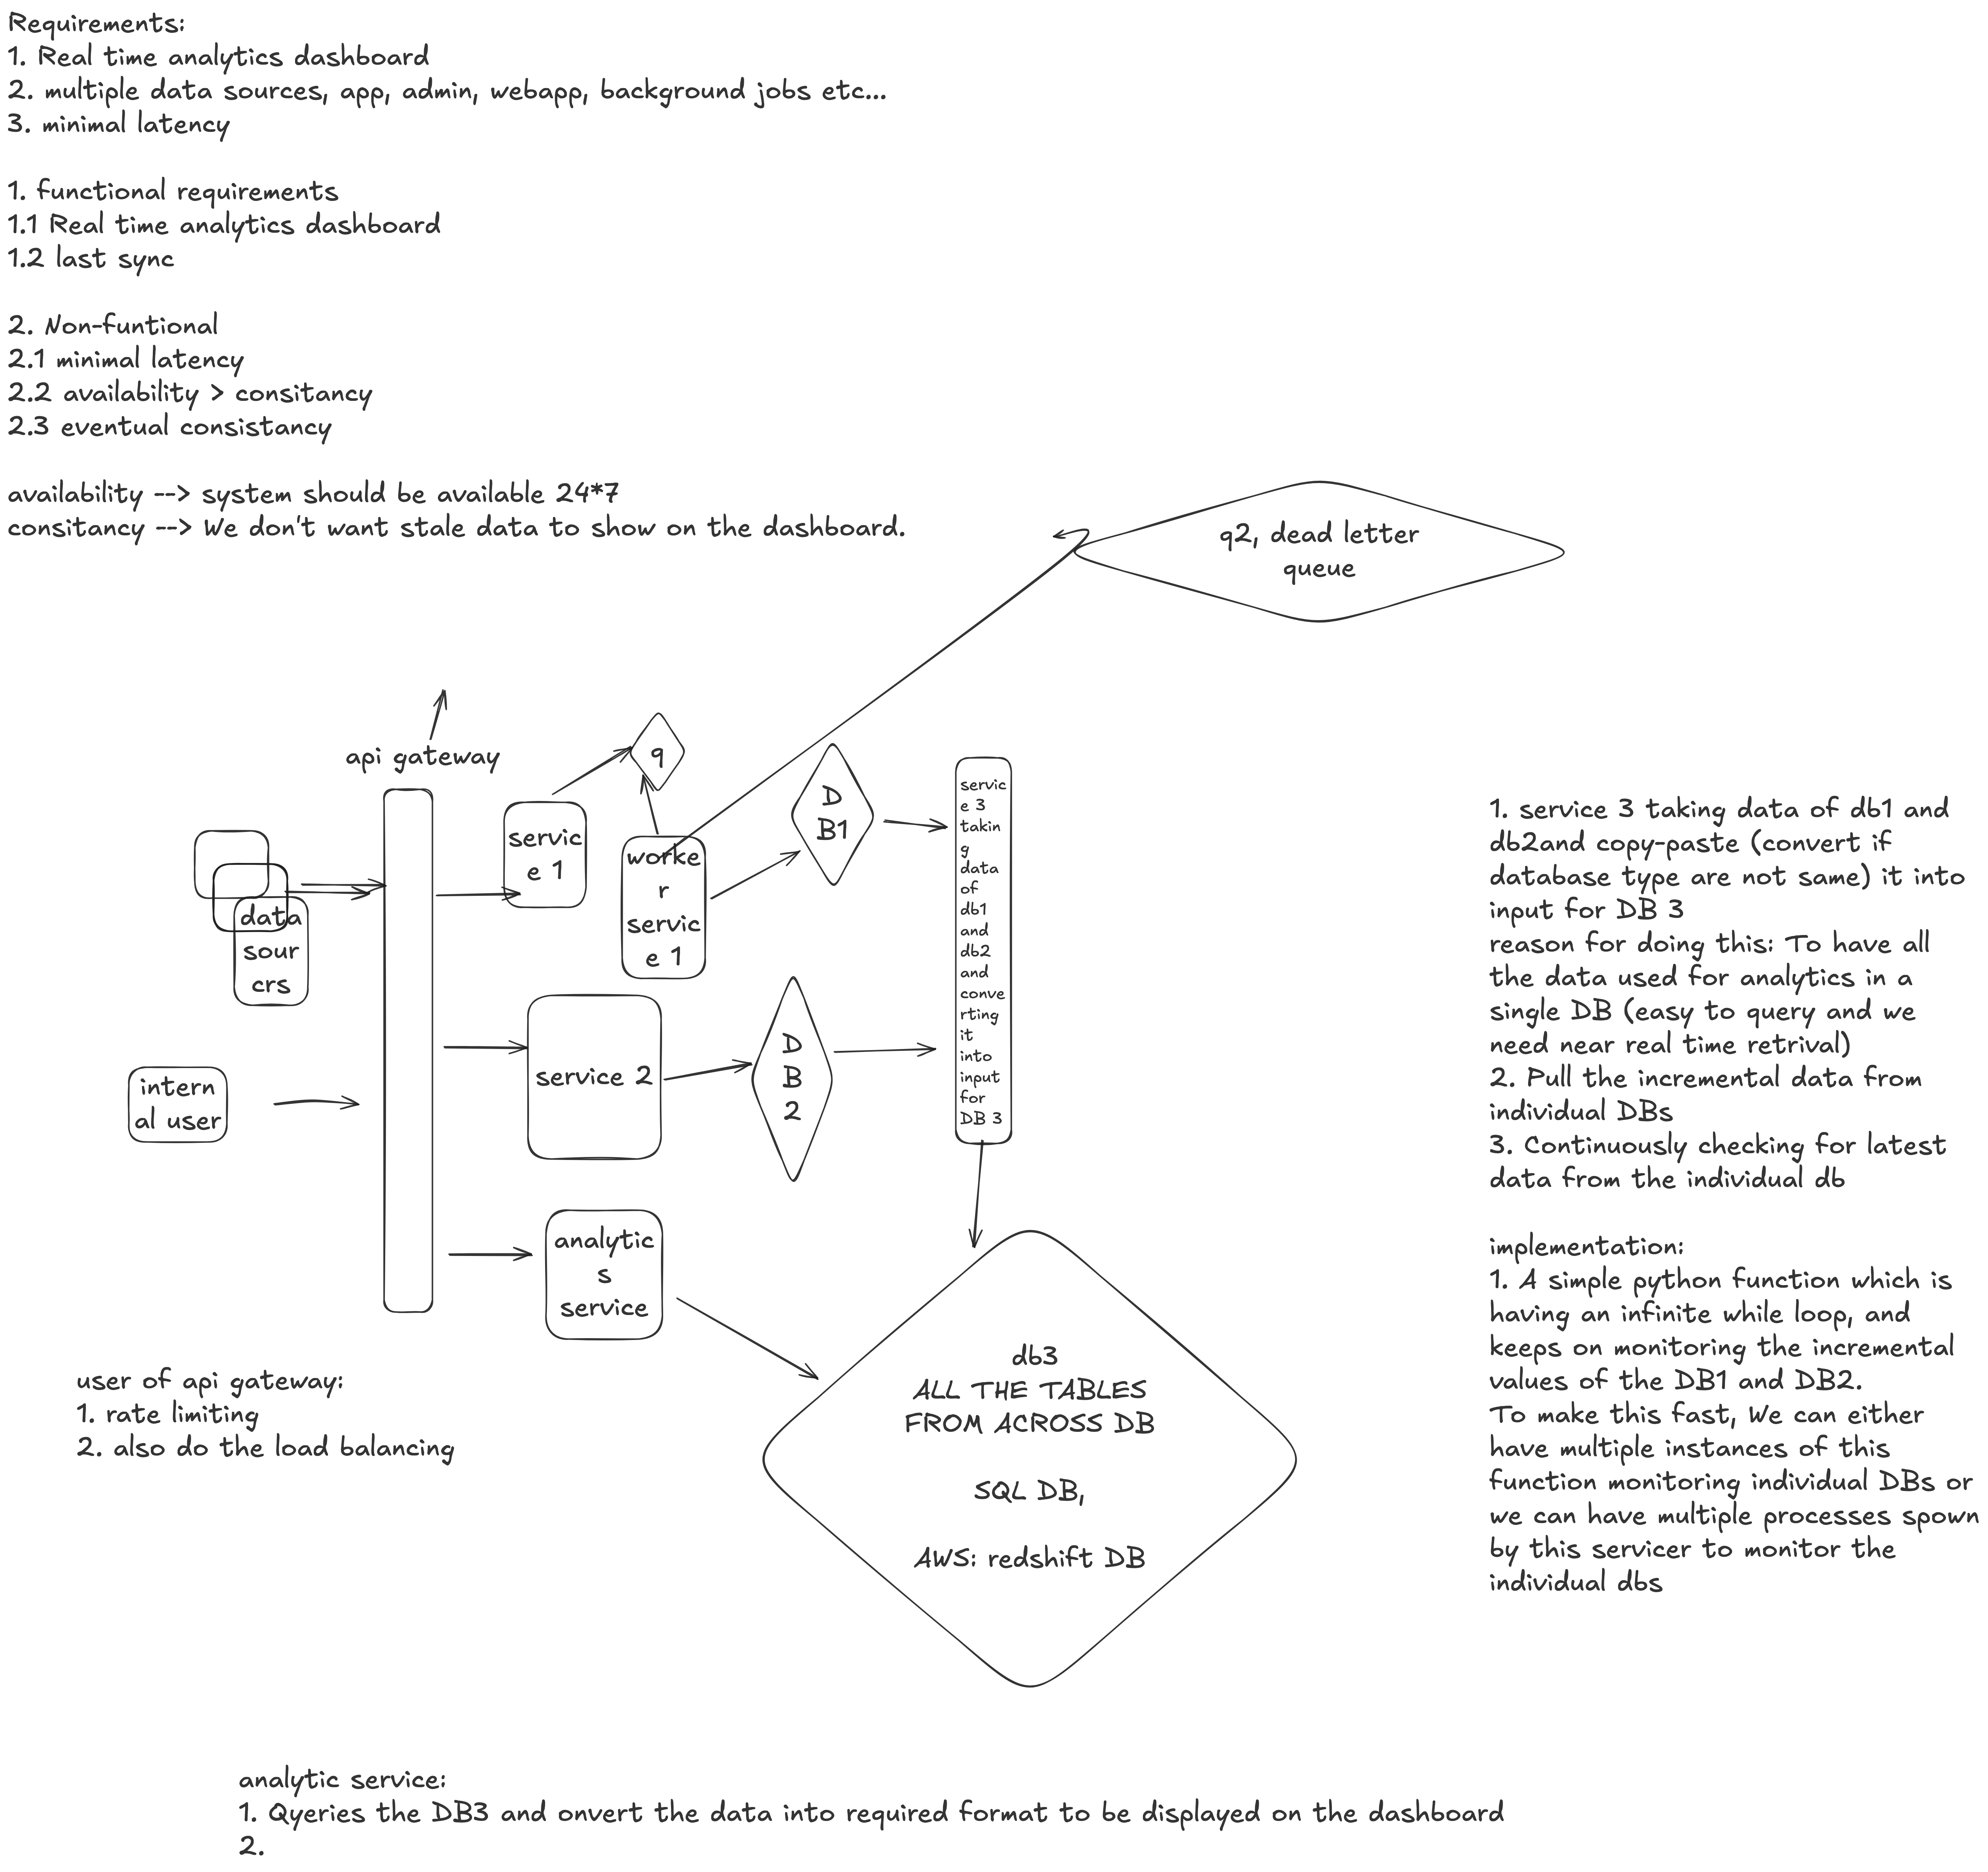 Requirements:
1. Real time analytics dashboard
2. multiple data sources, app, admin, webapp, background jobs etc...
3. minimal latency
1. functional requirements
1.1 Real time analytics dashboard
1.2 last sync
2. Non-funtional
2.1 minimal latency
2.2 availability > consitancy
2.3 eventual consistancy
availability --> system should be available 24*7
consitancy --> We don't want stale data to show on the dashboard.
q2, dead letter
queue
api gateway
q
servic
e 1
worke
r
servic
e 1
D
B1
servic
e 3
takin
g
data
of
db1
and
db2
and
conve
rting
it
into
input
for
DB 3
data
sour
crs
intern
al user
service 2
D
B
2
analytic
s
service
db3
ALL THE TABLES
FROM ACROSS DB
SQL DB,
AWS: redshift DB
user of api gateway:
1. rate limiting
2. also do the load balancing
1. service 3 taking data of db1 and
db2and copy-paste (convert if
database type are not same) it into
input for DB 3
reason for doing this: To have all
the data used for analytics in a
single DB (easy to query and we
need near real time retrival)
2. Pull the incremental data from
individual DBs
3. Continuously checking for latest
data from the individual db
implementation:
1. A simple python function which is
having an infinite while loop, and
keeps on monitoring the incremental
values of the DB1 and DB2.
To make this fast, We can either
have multiple instances of this
function monitoring individual DBs or
we can have multiple processes spown
by this servicer to monitor the
individual dbs
analytic service:
1. Qyeries the DB3 and onvert the data into required format to be displayed on the dashboard
2.